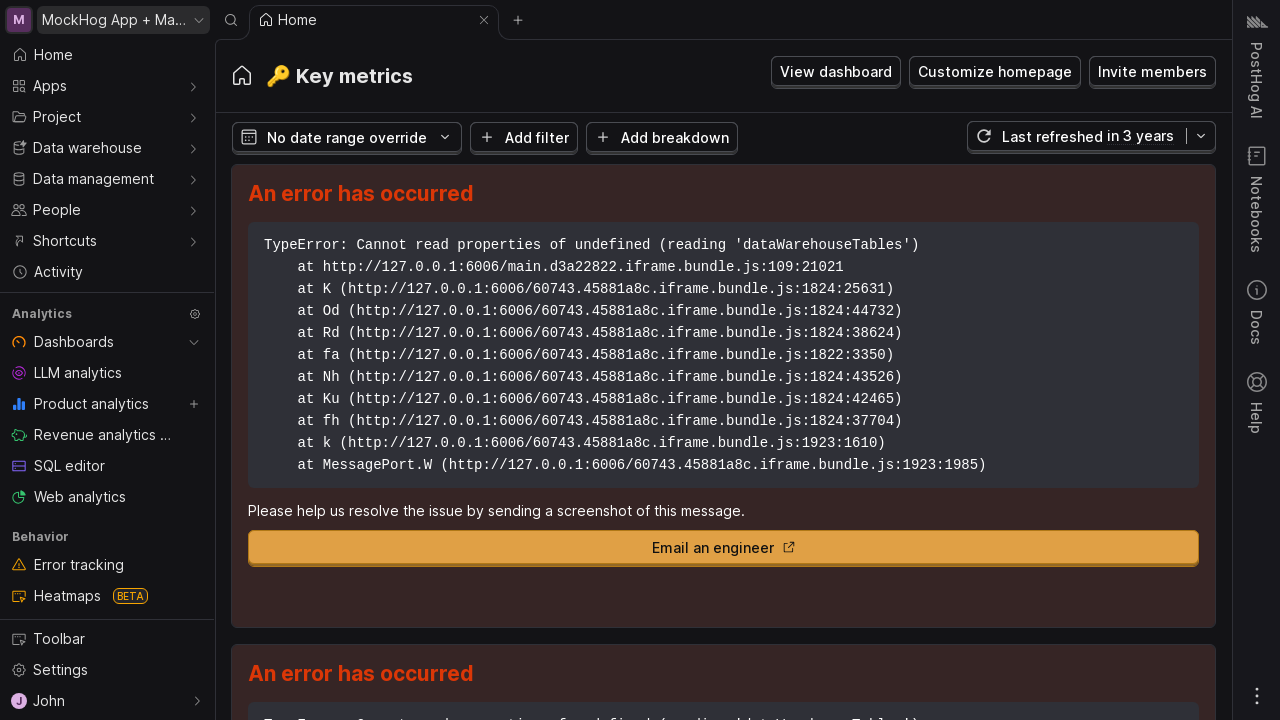 M
MockHog App + Ma...
Home
Home
Apps
Project
Data warehouse
Data management
People
Shortcuts
Activity
Analytics
Dashboards
LLM analytics
Product analytics
Revenue analytics ...
SQL editor
Web analytics
Behavior
Error tracking
Heatmaps BETA
Toolbar
Settings
J John
🔑 Key metrics
View dashboard
Customize homepage
Invite members
No date range override
Add filter
Add breakdown
Last refreshed in 3 years
An error has occurred
TypeError: Cannot read properties of undefined (reading 'dataWarehouseTables')
at http://127.0.0.1:6006/main.d3a22822.iframe.bundle.js:109:21021
at K (http://127.0.0.1:6006/60743.45881a8c.iframe.bundle.js:1824:25631)
at Od (http://127.0.0.1:6006/60743.45881a8c.iframe.bundle.js:1824:44732)
at Rd (http://127.0.0.1:6006/60743.45881a8c.iframe.bundle.js:1824:38624)
at fa (http://127.0.0.1:6006/60743.45881a8c.iframe.bundle.js:1822:3350)
at Nh (http://127.0.0.1:6006/60743.45881a8c.iframe.bundle.js:1824:43526)
at Ku (http://127.0.0.1:6006/60743.45881a8c.iframe.bundle.js:1824:42465)
at fh (http://127.0.0.1:6006/60743.45881a8c.iframe.bundle.js:1824:37704)
at k (http://127.0.0.1:6006/60743.45881a8c.iframe.bundle.js:1923:1610)
at MessagePort.W (http://127.0.0.1:6006/60743.45881a8c.iframe.bundle.js:1923:1985)
Please help us resolve the issue by sending a screenshot of this message.
Email an engineer
An error has occurred
PostHog AI
Notebooks
Docs
Help